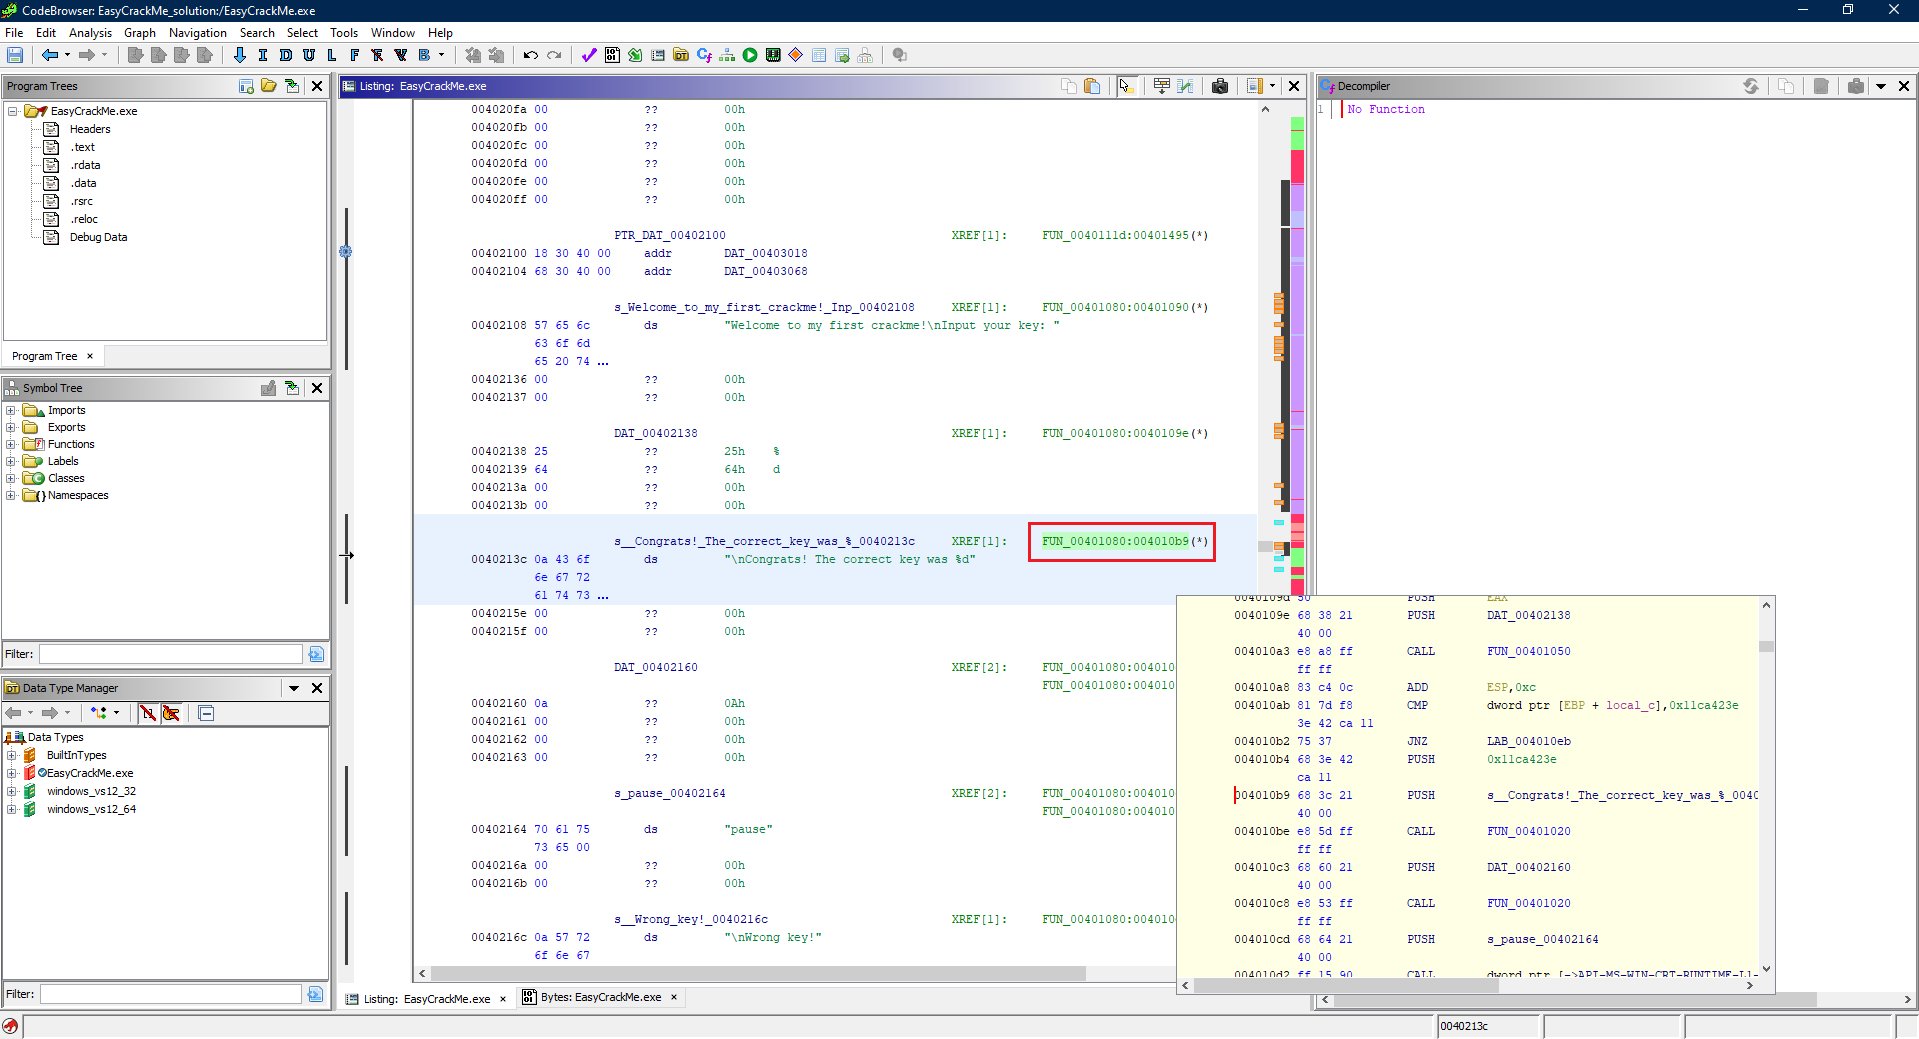 CodeBrowser: EasyCrackMe_solution:/EasyCrackMe.exe
File Edit Analysis Graph Navigation Search Select Tools Window Help
I D U L F F V B
Program Trees
EasyCrackMe.exe
Headers
.text
.rdata
.data
.rsrc
.reloc
Debug Data
Program Tree ×
Symbol Tree
Imports
Exports
Functions
Labels
Classes
Namespaces
Filter:
Data Type Manager
Data Types
BuiltInTypes
EasyCrackMe.exe
windows_vs12_32
windows_vs12_64
Filter:
Listing: EasyCrackMe.exe
004020fa 00 ?? 00h
004020fb 00 ?? 00h
004020fc 00 ?? 00h
004020fd 00 ?? 00h
004020fe 00 ?? 00h
004020ff 00 ?? 00h
PTR_DAT_00402100 XREF[1]: FUN_0040111d:00401495(*)
00402100 18 30 40 00 addr DAT_00403018
00402104 68 30 40 00 addr DAT_00403068
s_Welcome_to_my_first_crackme!_Inp_00402108 XREF[1]: FUN_00401080:00401090(*)
00402108 57 65 6c ds "Welcome to my first crackme!\nInput your key: "
63 6f 6d
65 20 74 ...
00402136 00 ?? 00h
00402137 00 ?? 00h
DAT_00402138 XREF[1]: FUN_00401080:0040109e(*)
00402138 25 ?? 25h %
00402139 64 ?? 64h d
0040213a 00 ?? 00h
0040213b 00 ?? 00h
s__Congrats!_The_correct_key_was_%_0040213c XREF[1]: FUN_00401080:004010b9(*)
0040213c 0a 43 6f ds "\nCongrats! The correct key was %d"
6e 67 72
61 74 73 ...
0040215e 00 ?? 00h
0040215f 00 ?? 00h
DAT_00402160 XREF[2]: FUN_00401080:004010
FUN_00401080:004010
00402160 0a ?? 0Ah
00402161 00 ?? 00h
00402162 00 ?? 00h
00402163 00 ?? 00h
s_pause_00402164 XREF[2]: FUN_00401080:004010
FUN_00401080:004010
00402164 70 61 75 ds "pause"
73 65 00
0040216a 00 ?? 00h
0040216b 00 ?? 00h
s__Wrong_key!_0040216c XREF[1]: FUN_00401080:004010
0040216c 0a 57 72 ds "\nWrong key!"
6f 6e 67
Listing: EasyCrackMe.exe × Bytes: EasyCrackMe.exe ×
Decompiler
1 No Function
0040109d 50 PUSH EAX
0040109e 68 38 21 PUSH DAT_00402138
40 00
004010a3 e8 a8 ff CALL FUN_00401050
ff ff
004010a8 83 c4 0c ADD ESP,0xc
004010ab 81 7d f8 CMP dword ptr [EBP + local_c],0x11ca423e
3e 42 ca 11
004010b2 75 37 JNZ LAB_004010eb
004010b4 68 3e 42 PUSH 0x11ca423e
ca 11
004010b9 68 3c 21 PUSH s__Congrats!_The_correct_key_was_%_0040
40 00
004010be e8 5d ff CALL FUN_00401020
ff ff
004010c3 68 60 21 PUSH DAT_00402160
40 00
004010c8 e8 53 ff CALL FUN_00401020
ff ff
004010cd 68 64 21 PUSH s_pause_00402164
40 00
004010d2 ff 15 90 CALL dword ptr [->API-MS-WIN-CRT-RUNTIME-L1-
0040213c